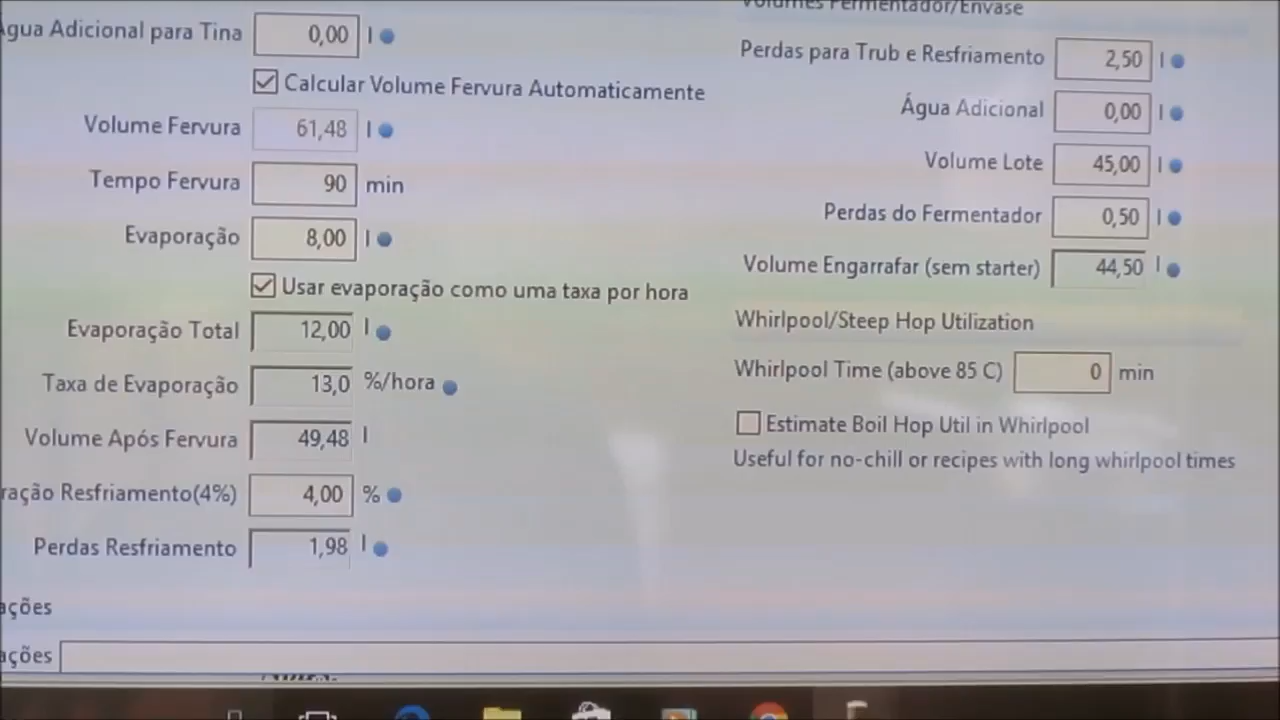 Água Adicional para Tina 0,00 l
Calcular Volume Fervura Automaticamente
Volume Fervura 61,48 l
Tempo Fervura 90 min
Evaporação 8,00 l
Usar evaporação como uma taxa por hora
Evaporação Total 12,00 l
Taxa de Evaporação 13,0 %/hora
Volume Após Fervura 49,48 l
ração Resfriamento(4%) 4,00 %
Perdas Resfriamento 1,98 l
ações
ações
Volumes Fermentador/Envase
Perdas para Trub e Resfriamento 2,50 l
Água Adicional 0,00 l
Volume Lote 45,00 l
Perdas do Fermentador 0,50 l
Volume Engarrafar (sem starter) 44,50 l
Whirlpool/Steep Hop Utilization
Whirlpool Time (above 85 C) 0 min
Estimate Boil Hop Util in Whirlpool
Useful for no-chill or recipes with long whirlpool times